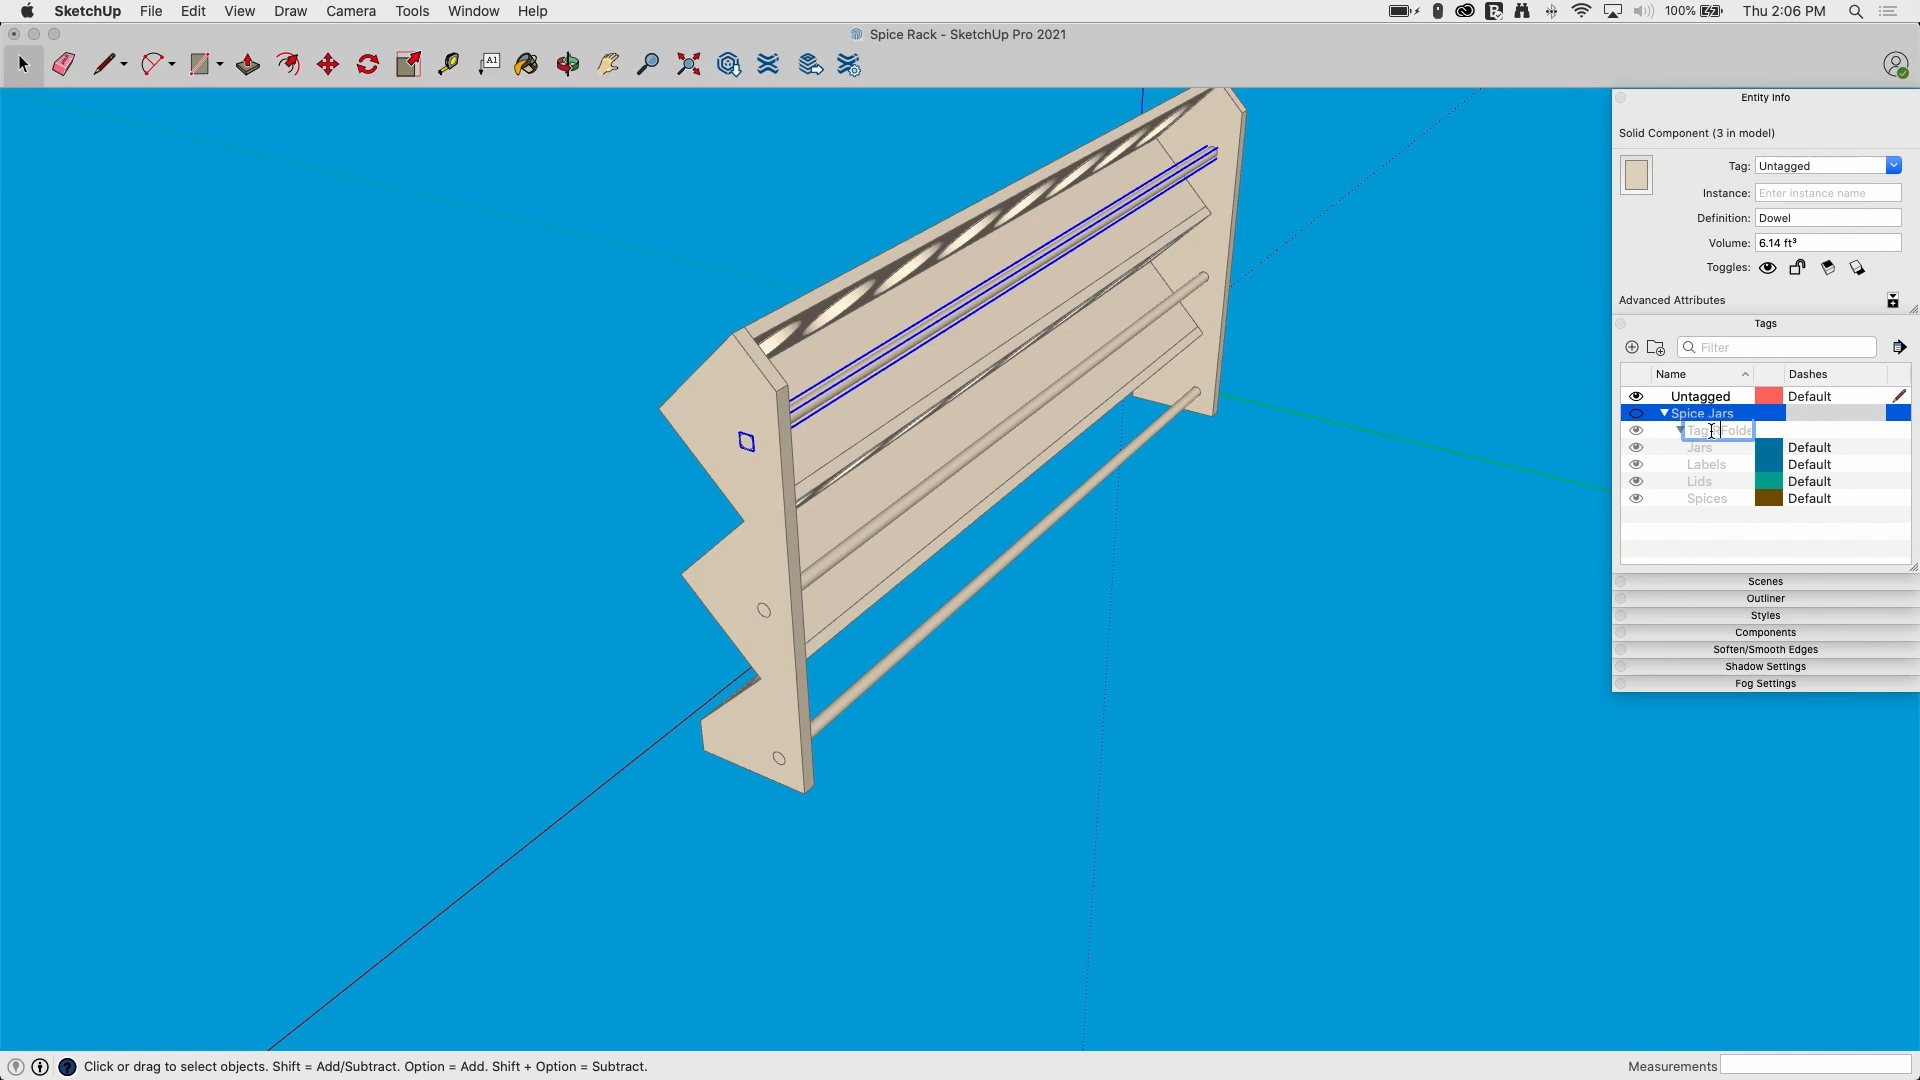 SketchUp File Edit View Draw Camera Tools Window Help
100% Thu 2:06 PM
Spice Rack - SketchUp Pro 2021
A1
Entity Info
Solid Component (3 in model)
Tag: Untagged
Instance: Enter instance name
Definition: Dowel
Volume: 6.14 ft³
Toggles:
Advanced Attributes
Tags
Filter
Name Dashes
Untagged Default
Spice Jars
Jars Default
Labels Default
Lids Default
Spices Default
Scenes
Outliner
Styles
Components
Soften/Smooth Edges
Shadow Settings
Fog Settings
Click or drag to select objects. Shift = Add/Subtract. Option = Add. Shift + Option = Subtract.
Measurements